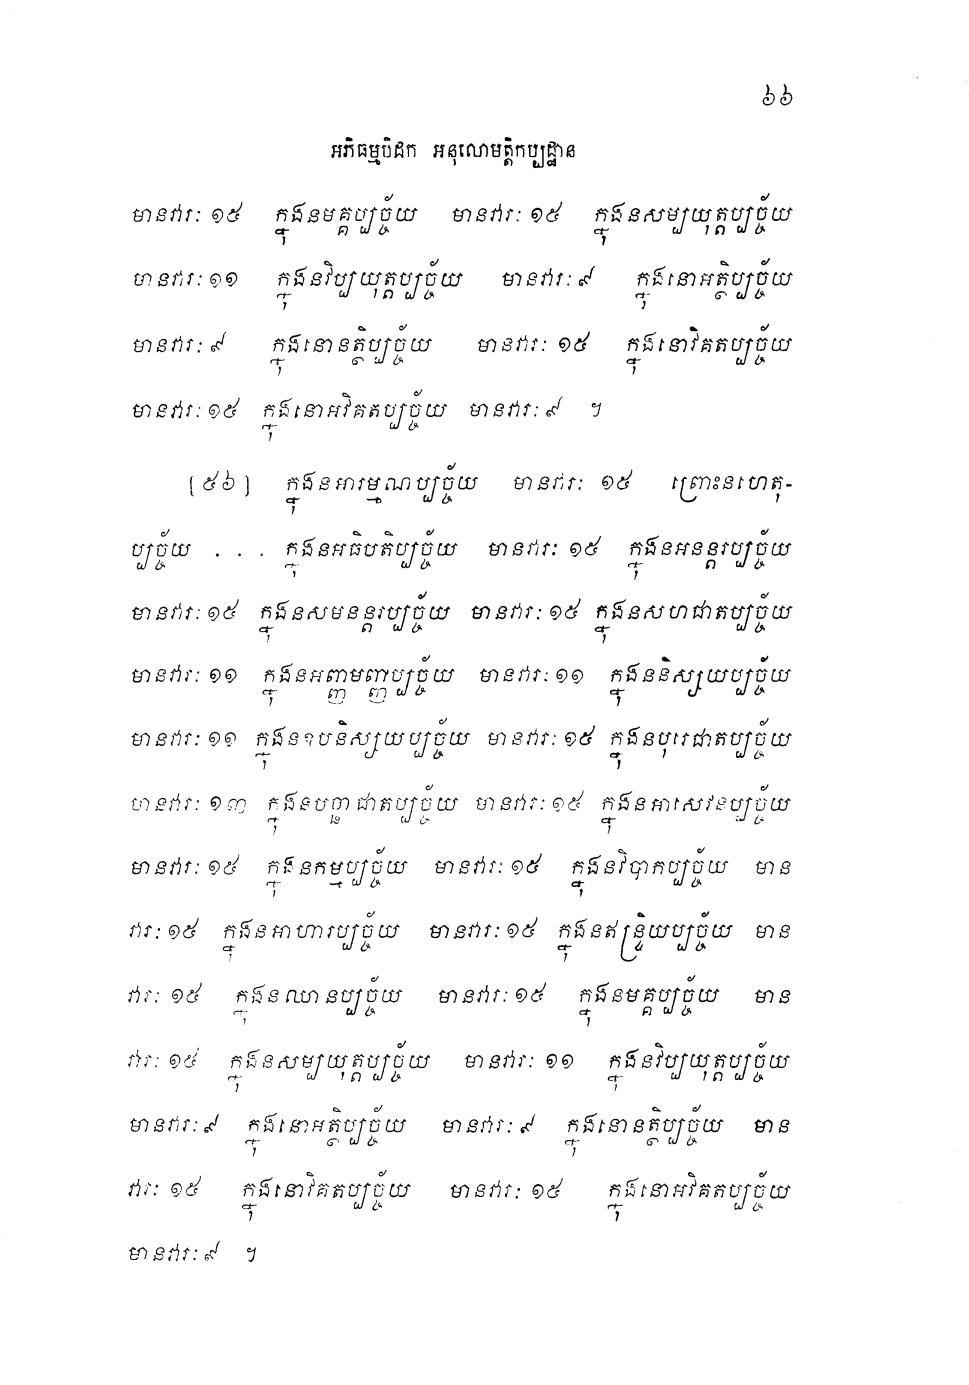 ៦៦
អភិធម្មបិដក អនុលោមត្តិកប្បដ្ឋាន
មានវារៈ ១៥ ក្នុងនមគ្គប្បច្ច័យ មានវារៈ ១៥ ក្នុងនសម្បយុត្តប្បច្ច័យ
មានវារៈ ១១ ក្នុងនវិប្បយុត្តប្បច្ច័យ មានវារៈ ៩ ក្នុងនោអត្ថិប្បច្ច័យ
មានវារៈ ៩ ក្នុងនោនត្ថិប្បច្ច័យ មានវារៈ ១៥ ក្នុងនោវិគតប្បច្ច័យ
មានវារៈ ១៥ ក្នុងនោអវិគតប្បច្ច័យ មានវារៈ ៩ ។
[៥៦] ក្នុងនអារម្មណប្បច្ច័យ មានវារៈ ១៥ ព្រោះនហេតុ-
ប្បច្ច័យ . . . ក្នុងនអធិបតិប្បច្ច័យ មានវារៈ ១៥ ក្នុងនអនន្តរប្បច្ច័យ
មានវារៈ ១៥ ក្នុងនសមនន្តរប្បច្ច័យ មានវារៈ ១៥ ក្នុងនសហជាតប្បច្ច័យ
មានវារៈ ១១ ក្នុងនអញ្ញមញ្ញប្បច្ច័យ មានវារៈ ១១ ក្នុងននិស្សយប្បច្ច័យ
មានវារៈ ១១ ក្នុងនឧបនិស្សយប្បច្ច័យ មានវារៈ ១៥ ក្នុងនបុរេជាតប្បច្ច័យ
មានវារៈ ១៣ ក្នុងនបច្ឆាជាតប្បច្ច័យ មានវារៈ ១៥ ក្នុងនអាសេវនប្បច្ច័យ
មានវារៈ ១៥ ក្នុងនកម្មប្បច្ច័យ មានវារៈ ១៥ ក្នុងនវិបាកប្បច្ច័យ មាន
វារៈ ១៥ ក្នុងនអាហារប្បច្ច័យ មានវារៈ ១៥ ក្នុងនឥន្ទ្រិយប្បច្ច័យ មាន
វារៈ ១៥ ក្នុងនឈានប្បច្ច័យ មានវារៈ ១៥ ក្នុងនមគ្គប្បច្ច័យ មាន
វារៈ ១៥ ក្នុងនសម្បយុត្តប្បច្ច័យ មានវារៈ ១១ ក្នុងនវិប្បយុត្តប្បច្ច័យ
មានវារៈ ៩ ក្នុងនោអត្ថិប្បច្ច័យ មានវារៈ ៩ ក្នុងនោនត្ថិប្បច្ច័យ មាន
វារៈ ១៥ ក្នុងនោវិគតប្បច្ច័យ មានវារៈ ១៥ ក្នុងនោអវិគតប្បច្ច័យ
មានវារៈ ៩ ។